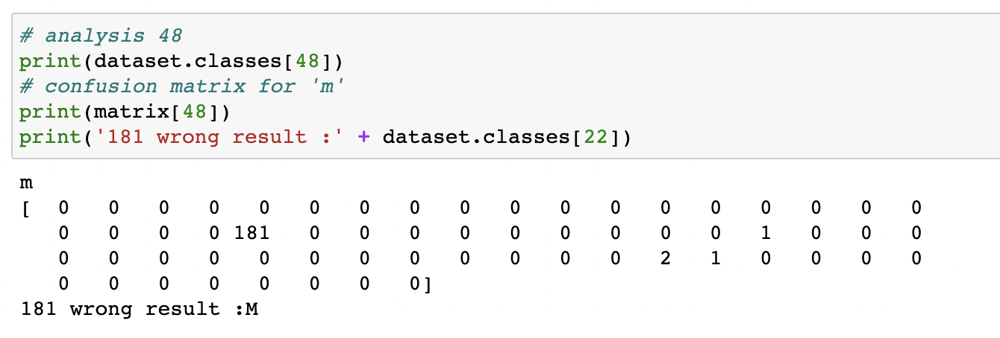 # analysis 48
print(dataset.classes[48])
# confusion matrix for 'm'
print(matrix[48])
print('181 wrong result :' + dataset.classes[22])
m
[  0   0   0   0   0   0   0   0   0   0   0   0   0   0   0   0   0   0
   0   0   0   0 181   0   0   0   0   0   0   0   0   0   1   0   0   0
   0   0   0   0   0   0   0   0   0   0   0   0   2   1   0   0   0   0
   0   0   0   0   0   0   0   0]
181 wrong result :M